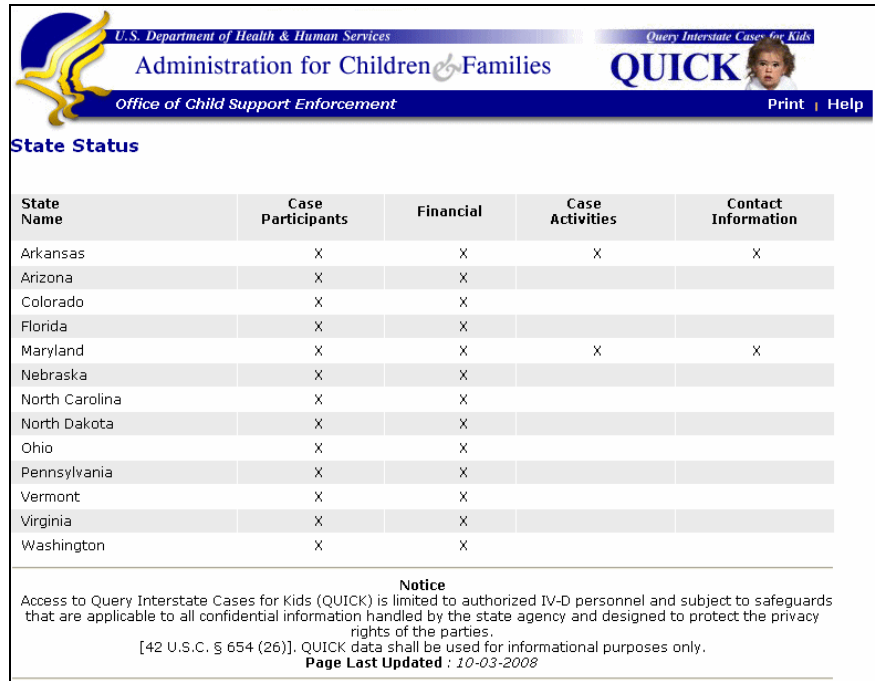 U.S. Department of Health & Human Services
Query Interstate Cases for Kids
Administration for Children & Families
QUICK
Office of Child Support Enforcement
Print | Help
State Status
State Name Case Participants Financial Case Activities Contact Information
Arkansas X X X X
Arizona X X
Colorado X X
Florida X X
Maryland X X X X
Nebraska X X
North Carolina X X
North Dakota X X
Ohio X X
Pennsylvania X X
Vermont X X
Virginia X X
Washington X X
Notice
Access to Query Interstate Cases for Kids (QUICK) is limited to authorized IV-D personnel and subject to safeguards
that are applicable to all confidential information handled by the state agency and designed to protect the privacy
rights of the parties.
[42 U.S.C. § 654 (26)]. QUICK data shall be used for informational purposes only.
Page Last Updated : 10-03-2008